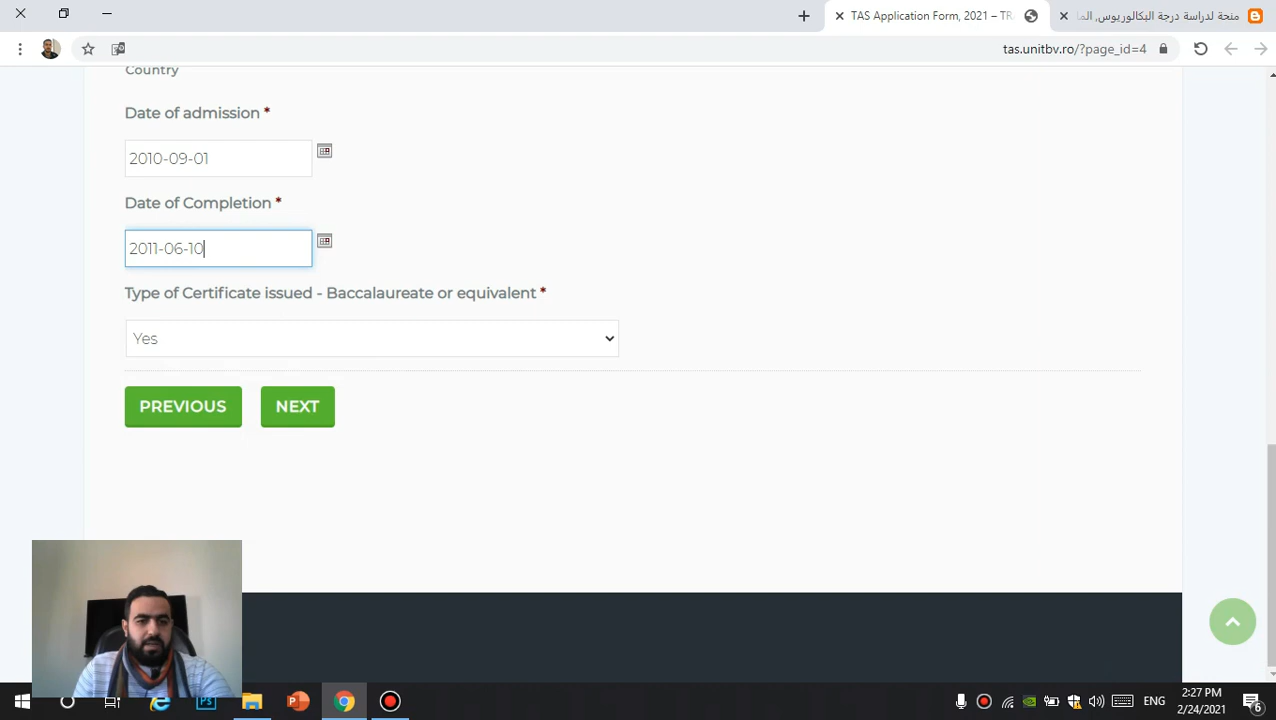 TAS Application Form, 2021 – TR
منحة لدراسة درجة البكالوريوس, الما
tas.unitbv.ro/?page_id=4
Country
Date of admission *
2010-09-01
Date of Completion *
2011-06-10
Type of Certificate issued - Baccalaureate or equivalent *
Yes
PREVIOUS NEXT
ENG
2:27 PM
2/24/2021
6